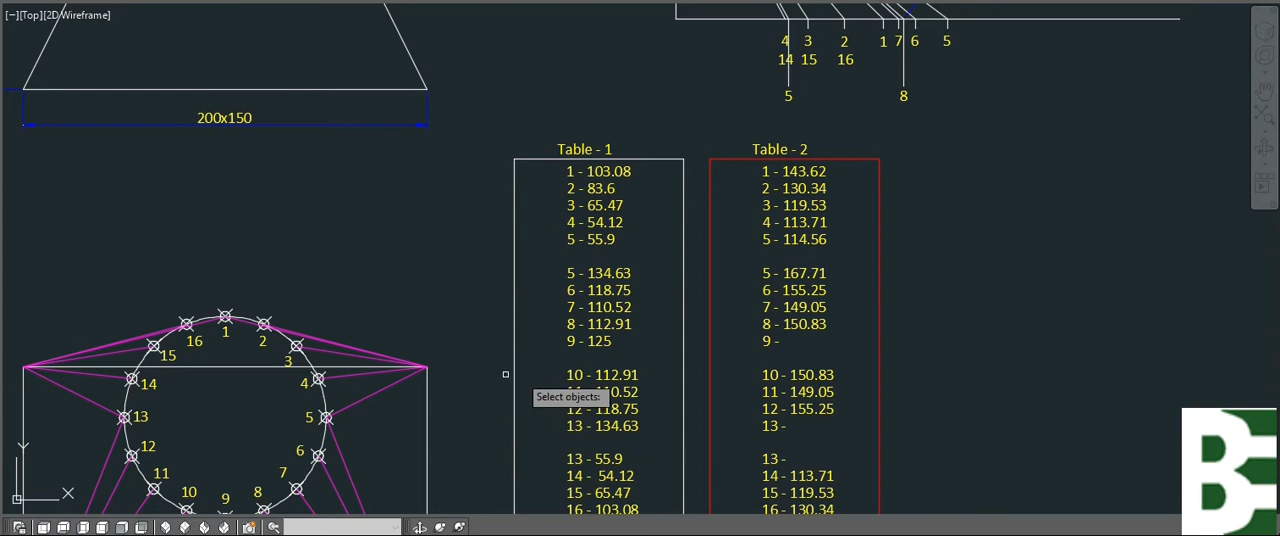 [−][Top][2D Wireframe]
4 3 2 1 7 6 5
14 15 16
5 8
200x150
Table - 1
1 - 103.08
2 - 83.6
3 - 65.47
4 - 54.12
5 - 55.9
5 - 134.63
6 - 118.75
7 - 110.52
8 - 112.91
9 - 125
10 - 112.91
10.52
12 - 118.75
13 - 134.63
13 - 55.9
14 - 54.12
15 - 65.47
16 - 103.08
Table - 2
1 - 143.62
2 - 130.34
3 - 119.53
4 - 113.71
5 - 114.56
5 - 167.71
6 - 155.25
7 - 149.05
8 - 150.83
9 -
10 - 150.83
11 - 149.05
12 - 155.25
13 -
13 -
14 - 113.71
15 - 119.53
16 - 130.34
Select objects:
16 1 2
15 3
14 4
13 5
12 6
11 7
10 9 8
Y
X
B
B